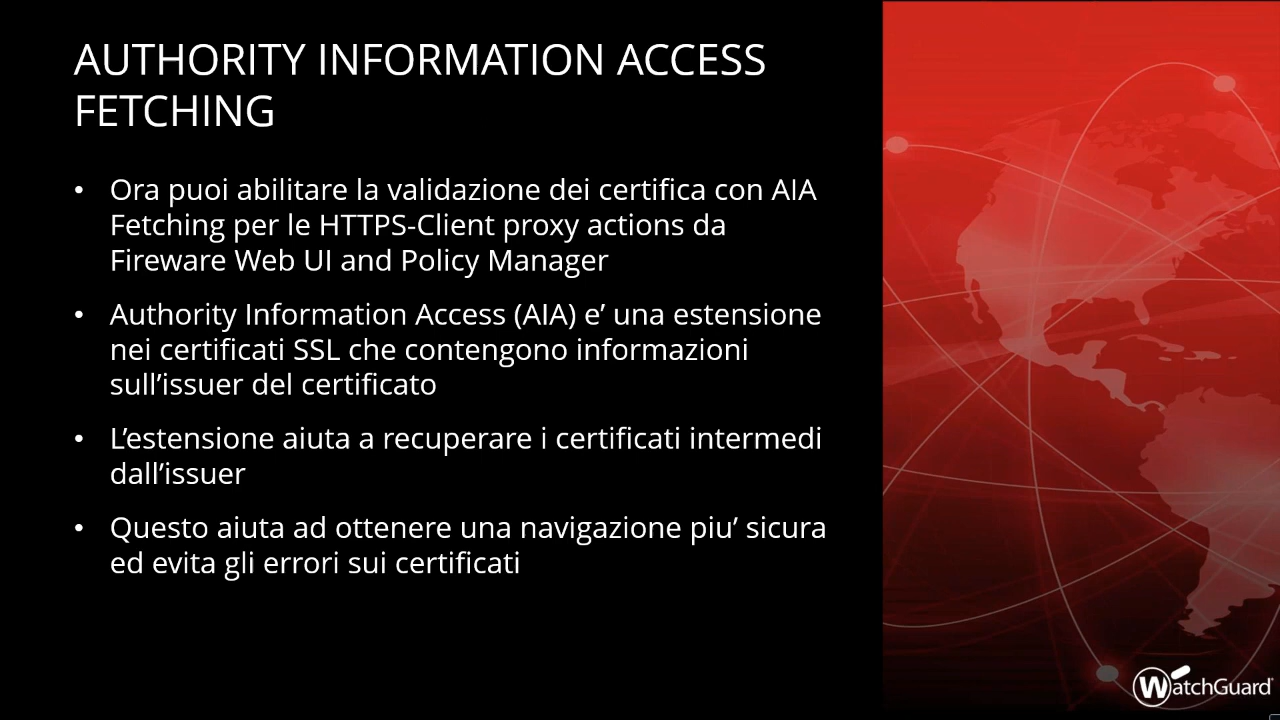 AUTHORITY INFORMATION ACCESS
FETCHING
• Ora puoi abilitare la validazione dei certifica con AIA
Fetching per le HTTPS-Client proxy actions da
Fireware Web UI and Policy Manager
• Authority Information Access (AIA) e’ una estensione
nei certificati SSL che contengono informazioni
sull’issuer del certificato
• L’estensione aiuta a recuperare i certificati intermedi
dall’issuer
• Questo aiuta ad ottenere una navigazione piu’ sicura
ed evita gli errori sui certificati
WatchGuard